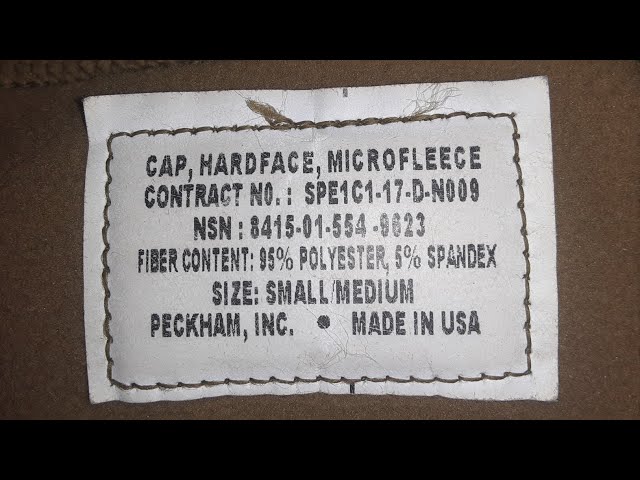 CAP, HARDFACE, MICROFLEECE
CONTRACT NO. : SPE1C1-17-D-N009
NSN : 8415-01-554-9623
FIBER CONTENT: 95% POLYESTER, 5% SPANDEX
SIZE: SMALL/MEDIUM
PECKHAM, INC. • MADE IN USA